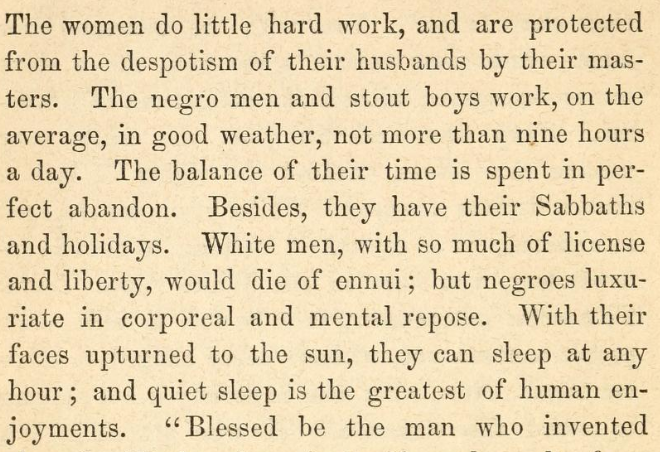 The women do little hard work, and are protected
from the despotism of their husbands by their mas-
ters. The negro men and stout boys work, on the
average, in good weather, not more than nine hours
a day. The balance of their time is spent in per-
fect abandon. Besides, they have their Sabbaths
and holidays. White men, with so much of license
and liberty, would die of ennui; but negroes luxu-
riate in corporeal and mental repose. With their
faces upturned to the sun, they can sleep at any
hour; and quiet sleep is the greatest of human en-
joyments. "Blessed be the man who invented